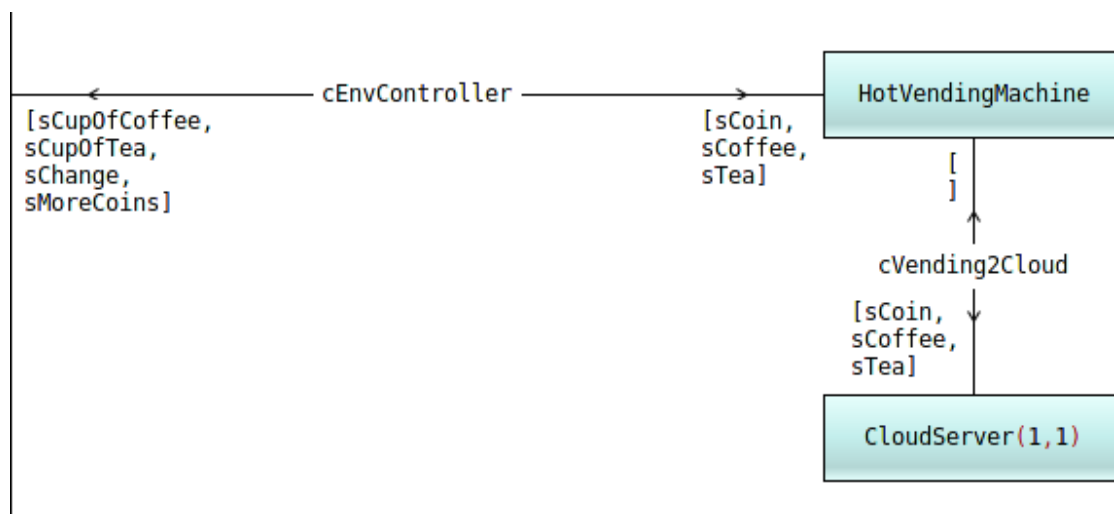 cEnvController
HotVendingMachine
[sCupOfCoffee,
sCupOfTea,
sChange,
sMoreCoins]
[sCoin,
sCoffee,
sTea]
[
]
cVending2Cloud
[sCoin,
sCoffee,
sTea]
CloudServer(1,1)